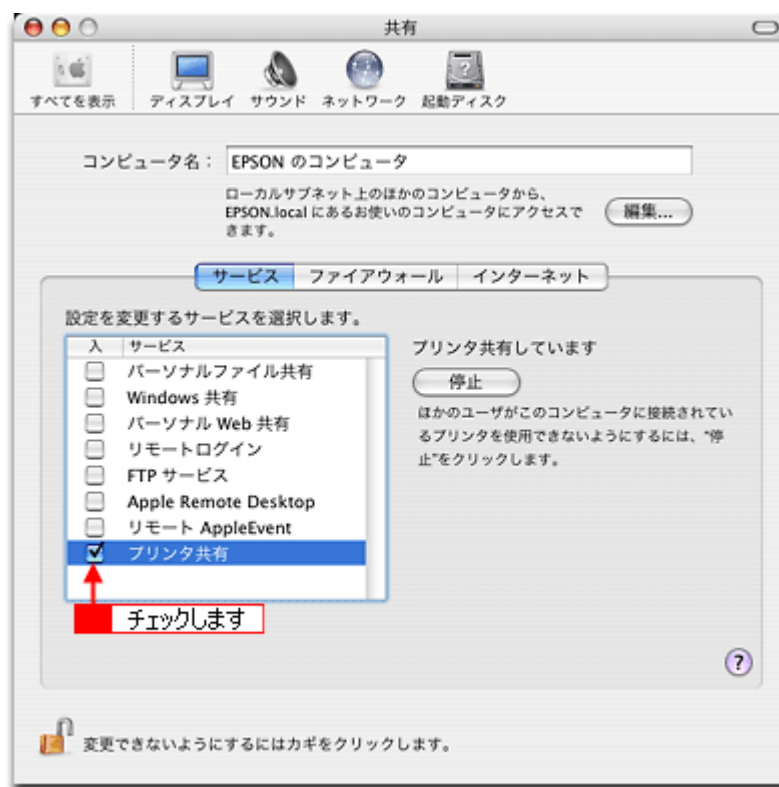 共有
すべてを表示 ディスプレイ サウンド ネットワーク 起動ディスク
コンピュータ名： EPSON のコンピュータ
ローカルサブネット上のほかのコンピュータから、
EPSON.local にあるお使いのコンピュータにアクセスで
きます。
編集...
サービス ファイアウォール インターネット
設定を変更するサービスを選択します。
入 サービス
パーソナルファイル共有
Windows 共有
パーソナル Web 共有
リモートログイン
FTP サービス
Apple Remote Desktop
リモート AppleEvent
プリンタ共有
チェックします
プリンタ共有しています
停止
ほかのユーザがこのコンピュータに接続されてい
るプリンタを使用できないようにするには、“停
止”をクリックします。
?
変更できないようにするにはカギをクリックします。